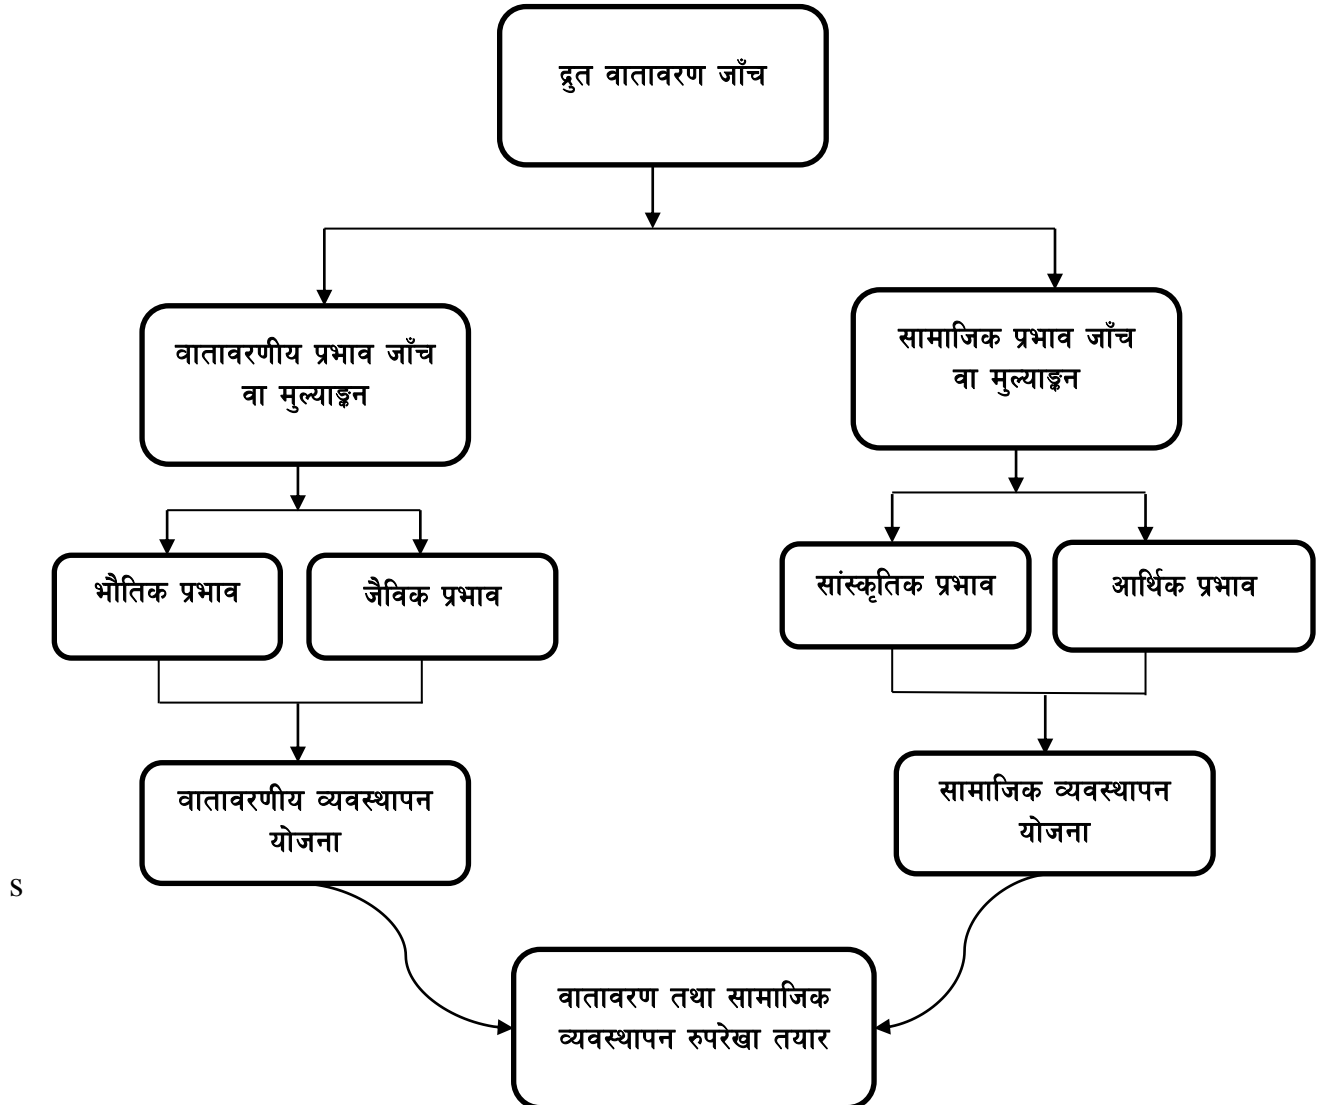 द्रुत वातावरण जाँच
वातावरणीय प्रभाव जाँच
वा मुल्याङ्कन
सामाजिक प्रभाव जाँच
वा मुल्याङ्कन
भौतिक प्रभाव
जैविक प्रभाव
सांस्कृतिक प्रभाव
आर्थिक प्रभाव
वातावरणीय व्यवस्थापन
योजना
सामाजिक व्यवस्थापन
योजना
s
वातावरण तथा सामाजिक
व्यवस्थापन रुपरेखा तयार